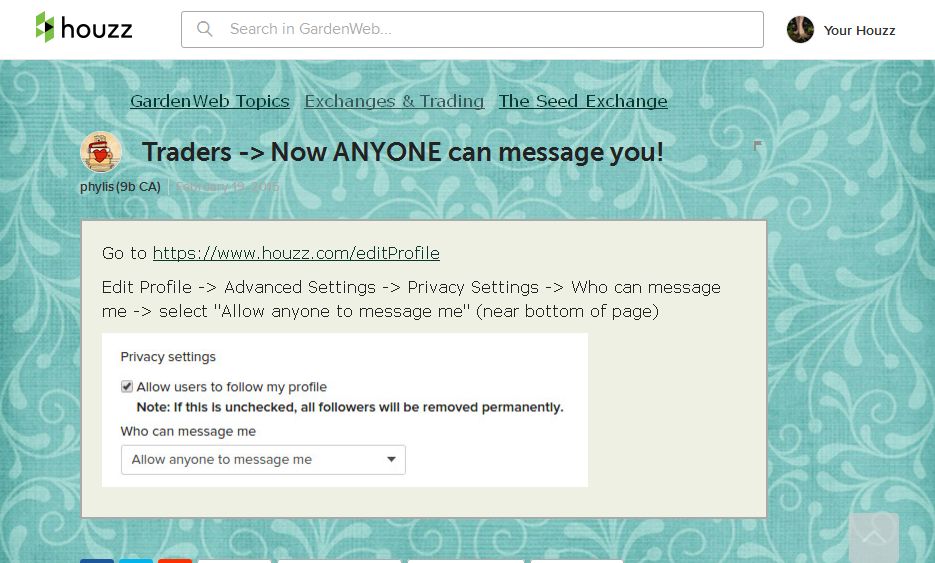 houzz
Search in GardenWeb...
Your Houzz
GardenWeb Topics Exchanges & Trading The Seed Exchange
Traders -> Now ANYONE can message you!
phylis (9b CA) February 19, 2015
Go to https://www.houzz.com/editProfile
Edit Profile -> Advanced Settings -> Privacy Settings -> Who can message
me -> select "Allow anyone to message me" (near bottom of page)
Privacy settings
Allow users to follow my profile
Note: If this is unchecked, all followers will be removed permanently.
Who can message me
Allow anyone to message me